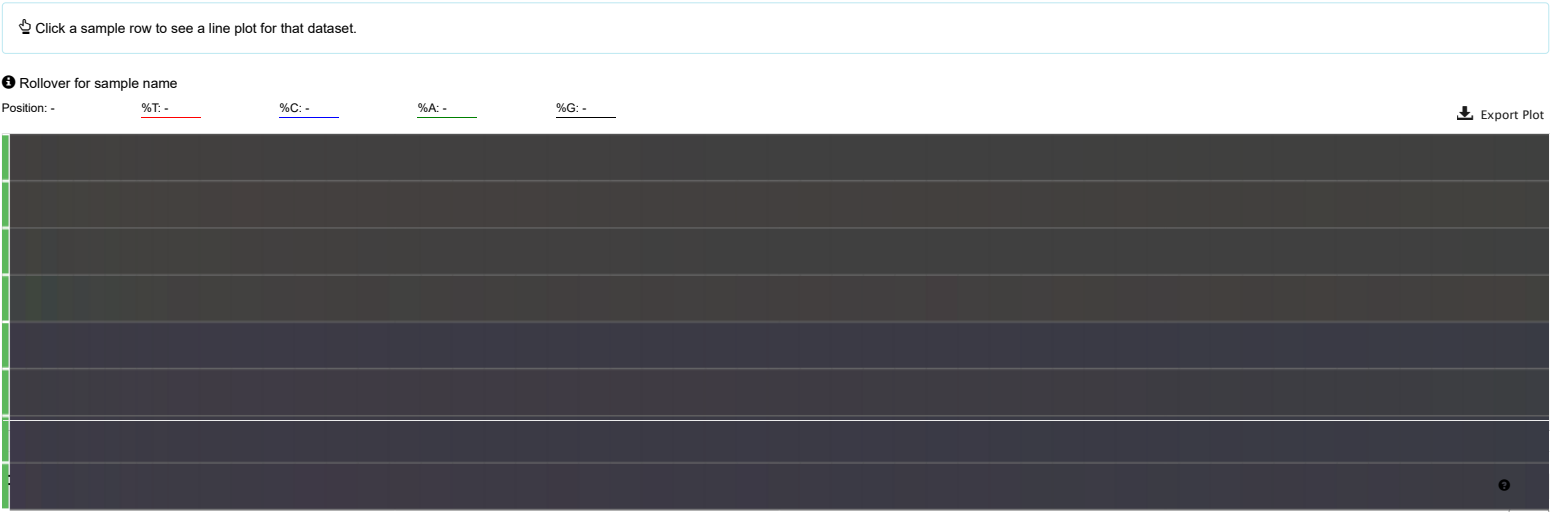 Click a sample row to see a line plot for that dataset.
Rollover for sample name
Position: - %T: - %C: - %A: - %G: -
Export Plot